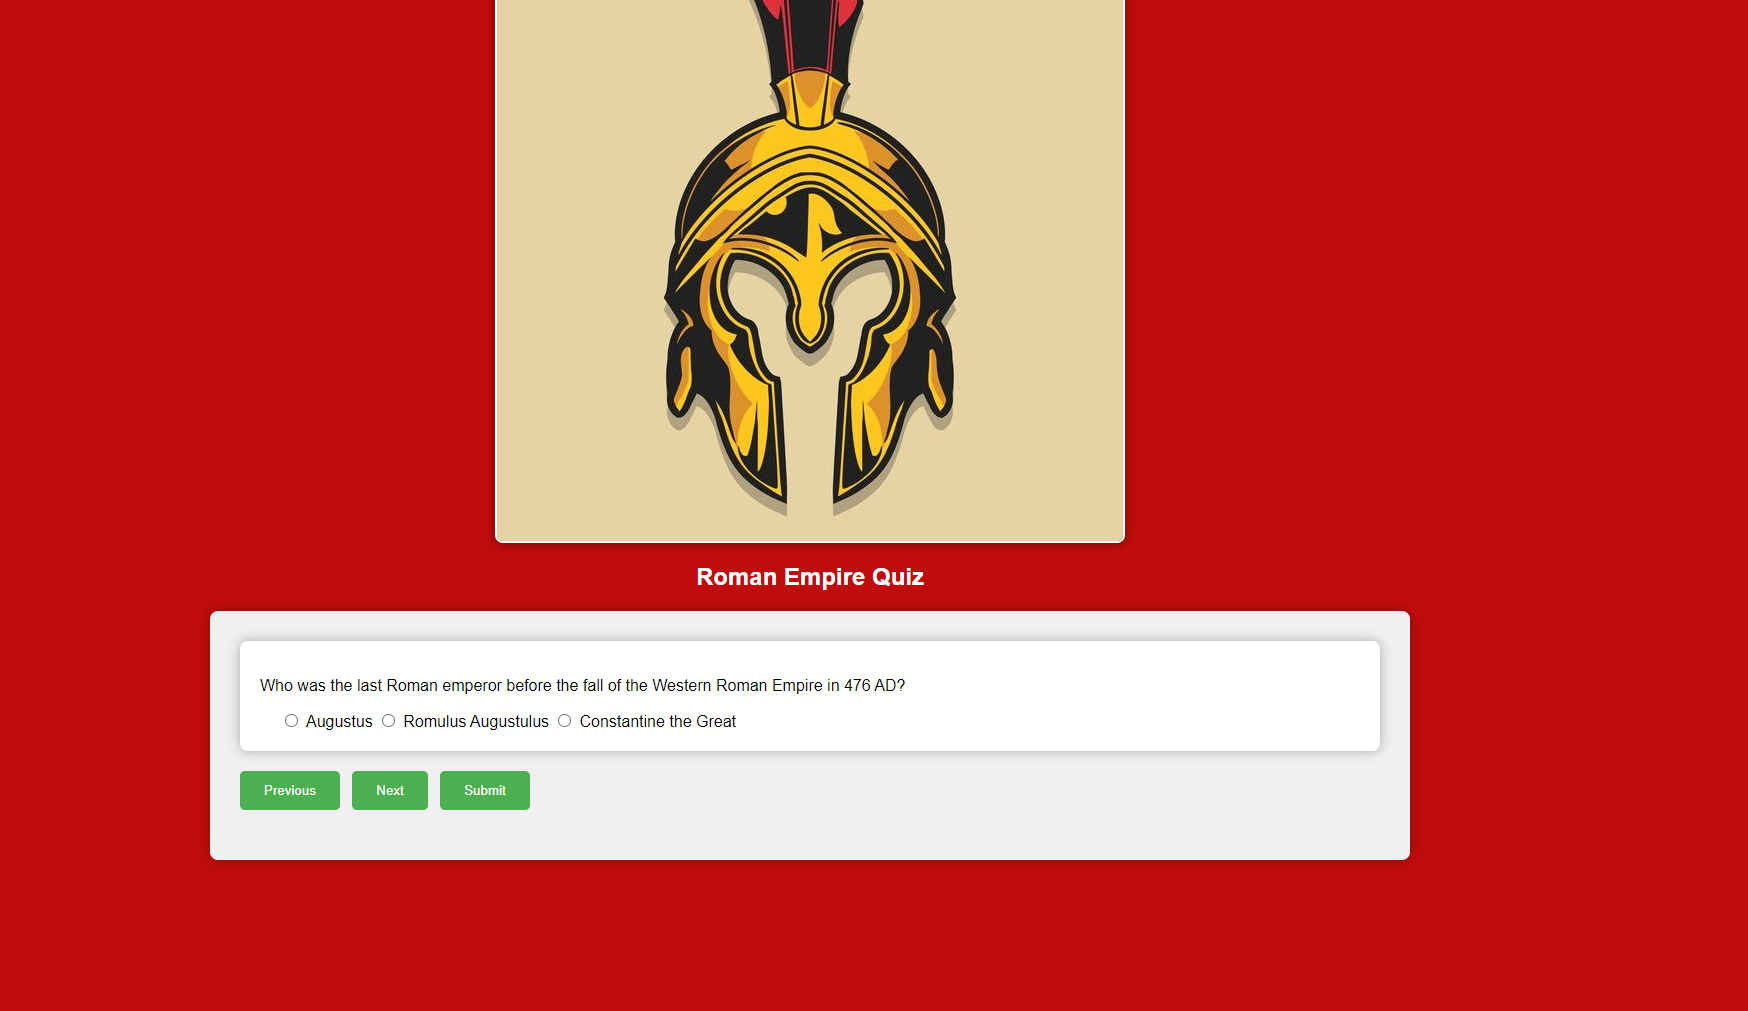 Roman Empire Quiz
Who was the last Roman emperor before the fall of the Western Roman Empire in 476 AD?
Augustus Romulus Augustulus Constantine the Great
Previous Next Submit